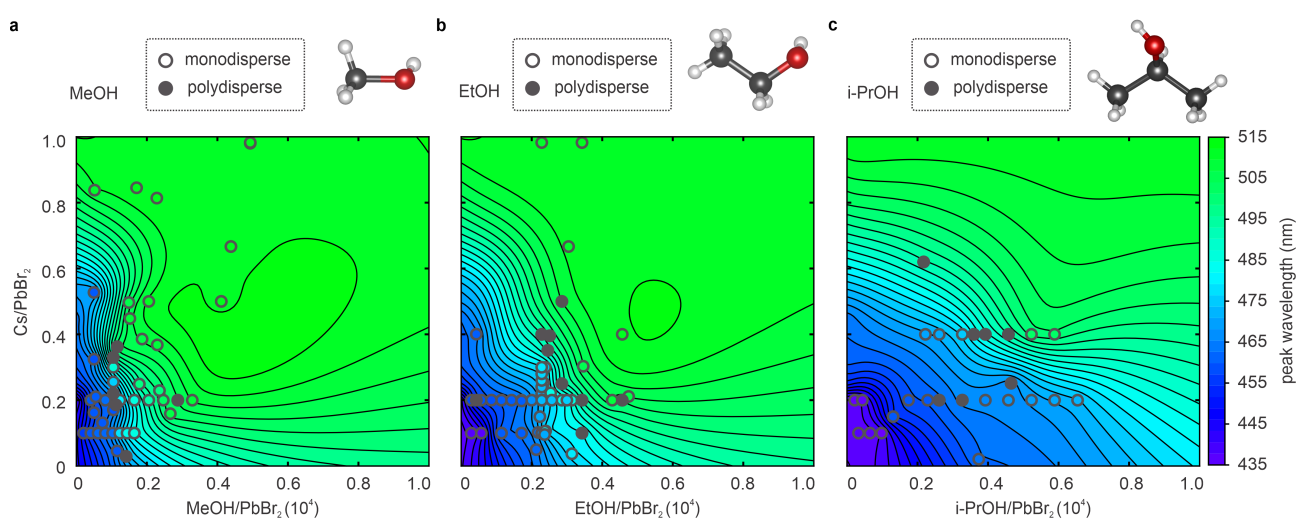 a
monodisperse
polydisperse
MeOH
b
monodisperse
polydisperse
EtOH
c
monodisperse
polydisperse
i-PrOH
Cs/PbBr₂
1.0
0.8
0.6
0.4
0.2
0
0 0.2 0.4 0.6 0.8 1.0
MeOH/PbBr₂ (10⁴)
0 0.2 0.4 0.6 0.8 1.0
EtOH/PbBr₂ (10⁴)
0 0.2 0.4 0.6 0.8 1.0
i-PrOH/PbBr₂ (10⁴)
515
505
495
485
475
465
455
445
435
peak wavelength (nm)